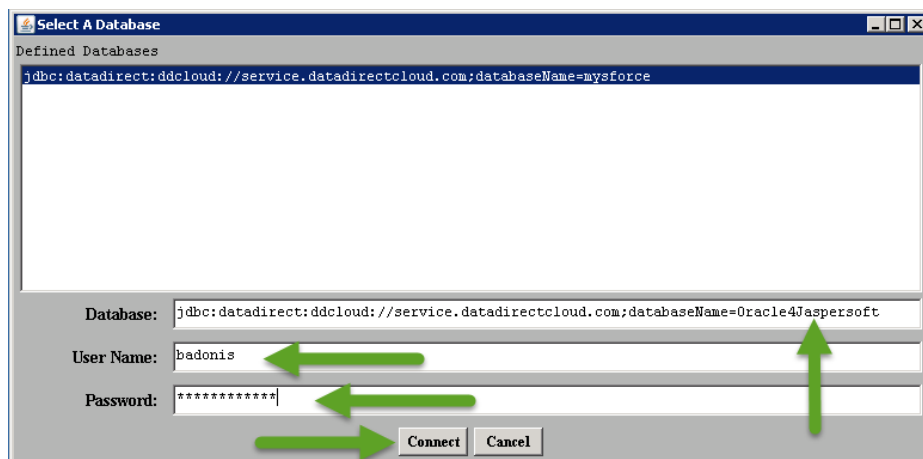 Select A Database
Defined Databases
jdbc:datadirect:ddcloud://service.datadirectcloud.com;databaseName=mysforce
Database: jdbc:datadirect:ddcloud://service.datadirectcloud.com;databaseName=Oracle4Jaspersoft
User Name: badonis
Password: ************
Connect Cancel